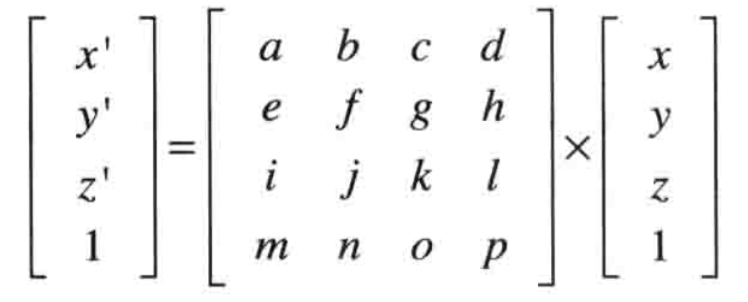 x' a b c d x
y' = e f g h × y
z' i j k l z
1 m n o p 1